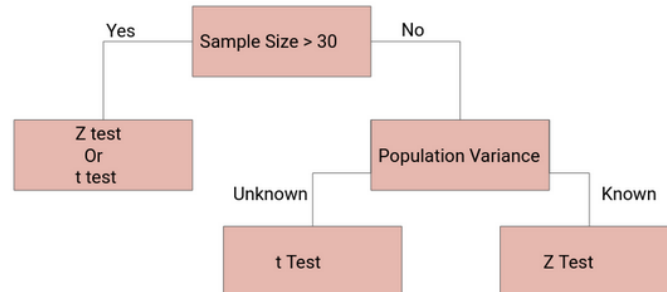 Yes
Sample Size > 30
No
Z test
Or
t test
Population Variance
Unknown
Known
t Test
Z Test